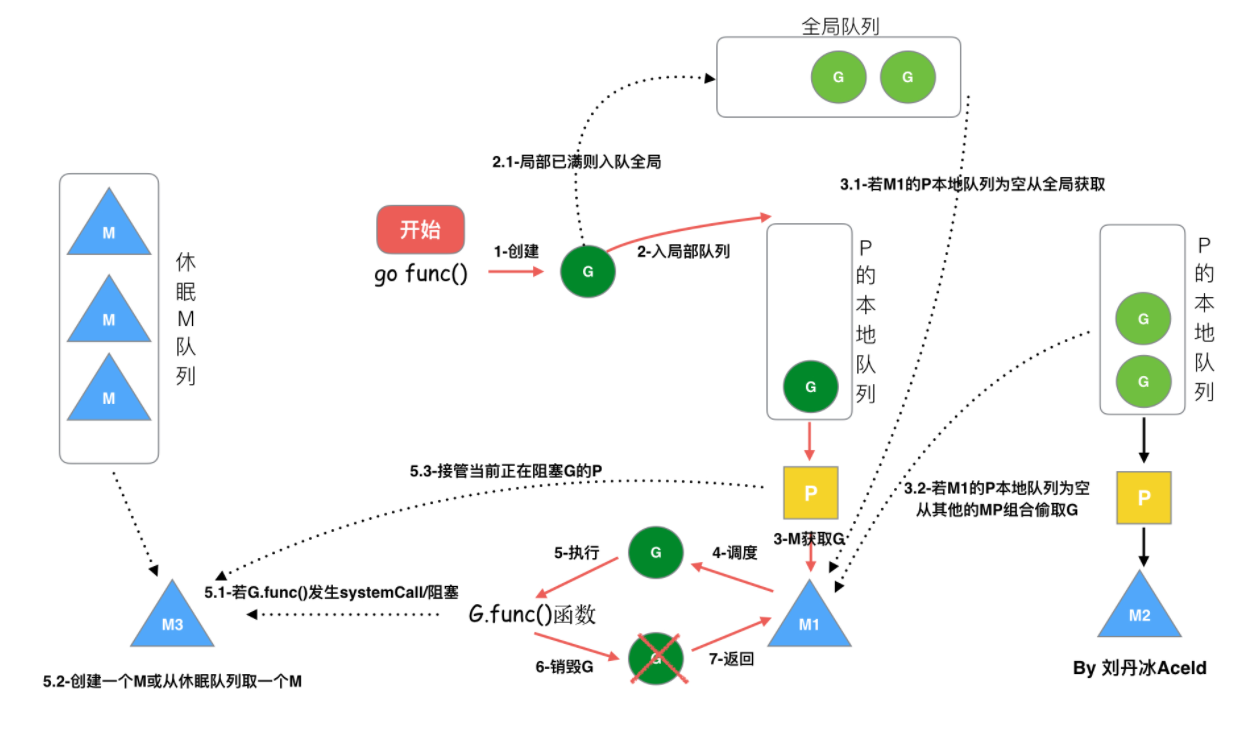 全局队列
G
G
2.1-局部已满则入队全局
3.1-若M1的P本地队列为空从全局获取
开始
go func()
1-创建
G
2-入局部队列
M
M
M
休眠M队列
P的本地队列
G
P的本地队列
G
G
5.3-接管当前正在阻塞G的P
P
3.2-若M1的P本地队列为空
从其他的MP组合偷取G
P
3-M获取G
5-执行
G
4-调度
5.1-若G.func()发生systemCall/阻塞
G.func()函数
M3
M1
M2
6-销毁G
G
7-返回
5.2-创建一个M或从休眠队列取一个M
By 刘丹冰Aceld